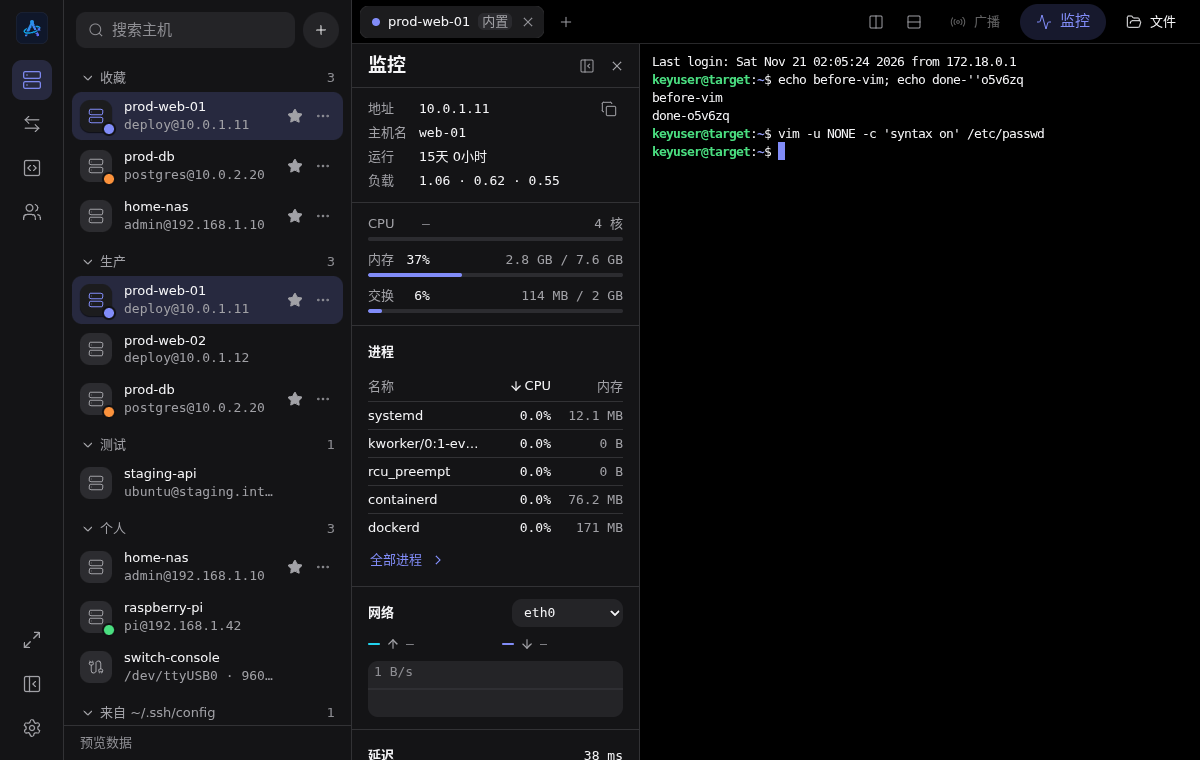 搜索主机
收藏 3
prod-web-01
deploy@10.0.1.11
prod-db
postgres@10.0.2.20
home-nas
admin@192.168.1.10
生产 3
prod-web-01
deploy@10.0.1.11
prod-web-02
deploy@10.0.1.12
prod-db
postgres@10.0.2.20
测试 1
staging-api
ubuntu@staging.int…
个人 3
home-nas
admin@192.168.1.10
raspberry-pi
pi@192.168.1.42
switch-console
/dev/ttyUSB0 · 960…
来自 ~/.ssh/config 1
预览数据
prod-web-01 内置
广播 监控 文件
监控
地址 10.0.1.11
主机名 web-01
运行 15天 0小时
负载 1.06 · 0.62 · 0.55
CPU — 4 核
内存 37% 2.8 GB / 7.6 GB
交换 6% 114 MB / 2 GB
进程
名称 CPU 内存
systemd 0.0% 12.1 MB
kworker/0:1-ev… 0.0% 0 B
rcu_preempt 0.0% 0 B
containerd 0.0% 76.2 MB
dockerd 0.0% 171 MB
全部进程
网络 eth0
↑ — ↓ —
1 B/s
延迟 38 ms
Last login: Sat Nov 21 02:05:24 2026 from 172.18.0.1
keyuser@target:~$ echo before-vim; echo done-''o5v6zq
before-vim
done-o5v6zq
keyuser@target:~$ vim -u NONE -c 'syntax on' /etc/passwd
keyuser@target:~$